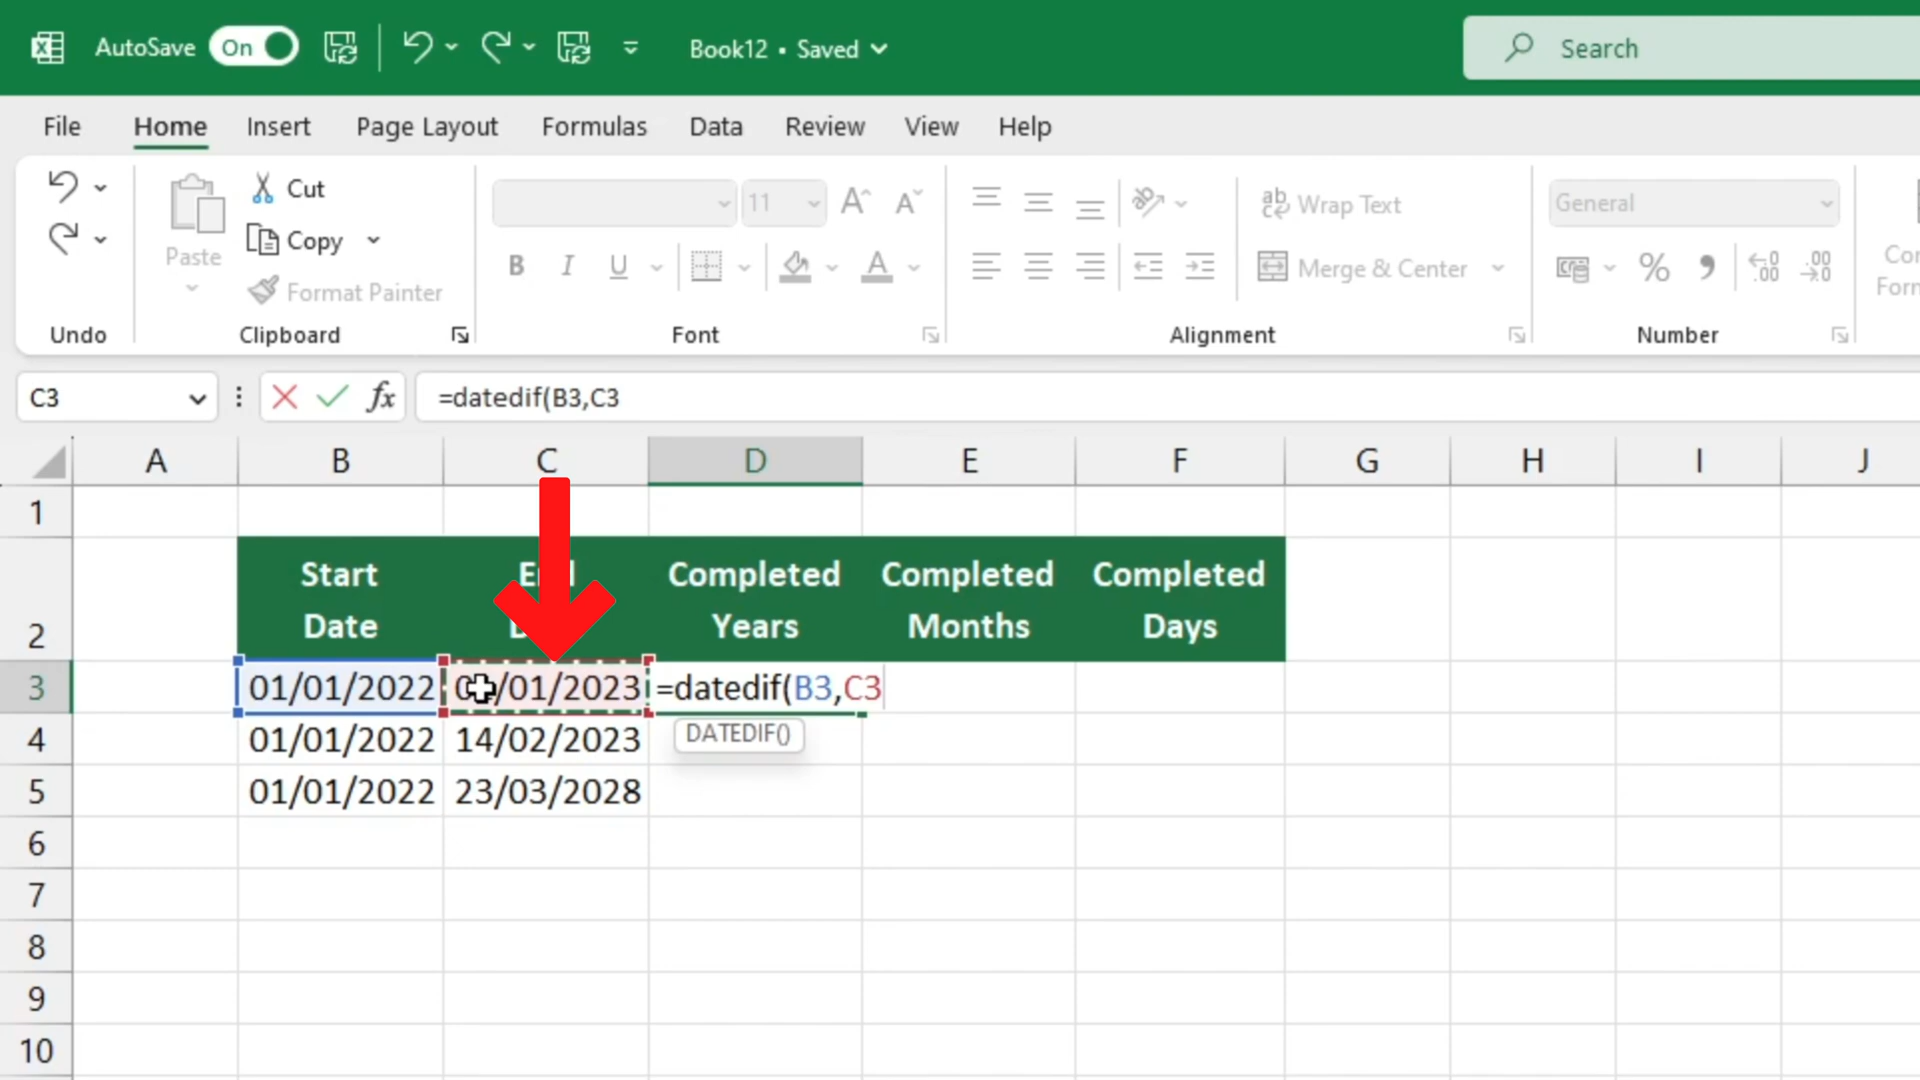 AutoSave On Book12 • Saved Search
File Home Insert Page Layout Formulas Data Review View Help
Cut
Copy
Paste
Format Painter
11
Wrap Text
Merge & Center
General
Undo Clipboard Font Alignment Number
C3 fx =datedif(B3,C3
A B C D E F G H I J
1
2 Start Date Completed Years Completed Months Completed Days
3 01/01/2022 /01/2023 =datedif(B3,C3
DATEDIF()
4 01/01/2022 14/02/2023
5 01/01/2022 23/03/2028
6
7
8
9
10